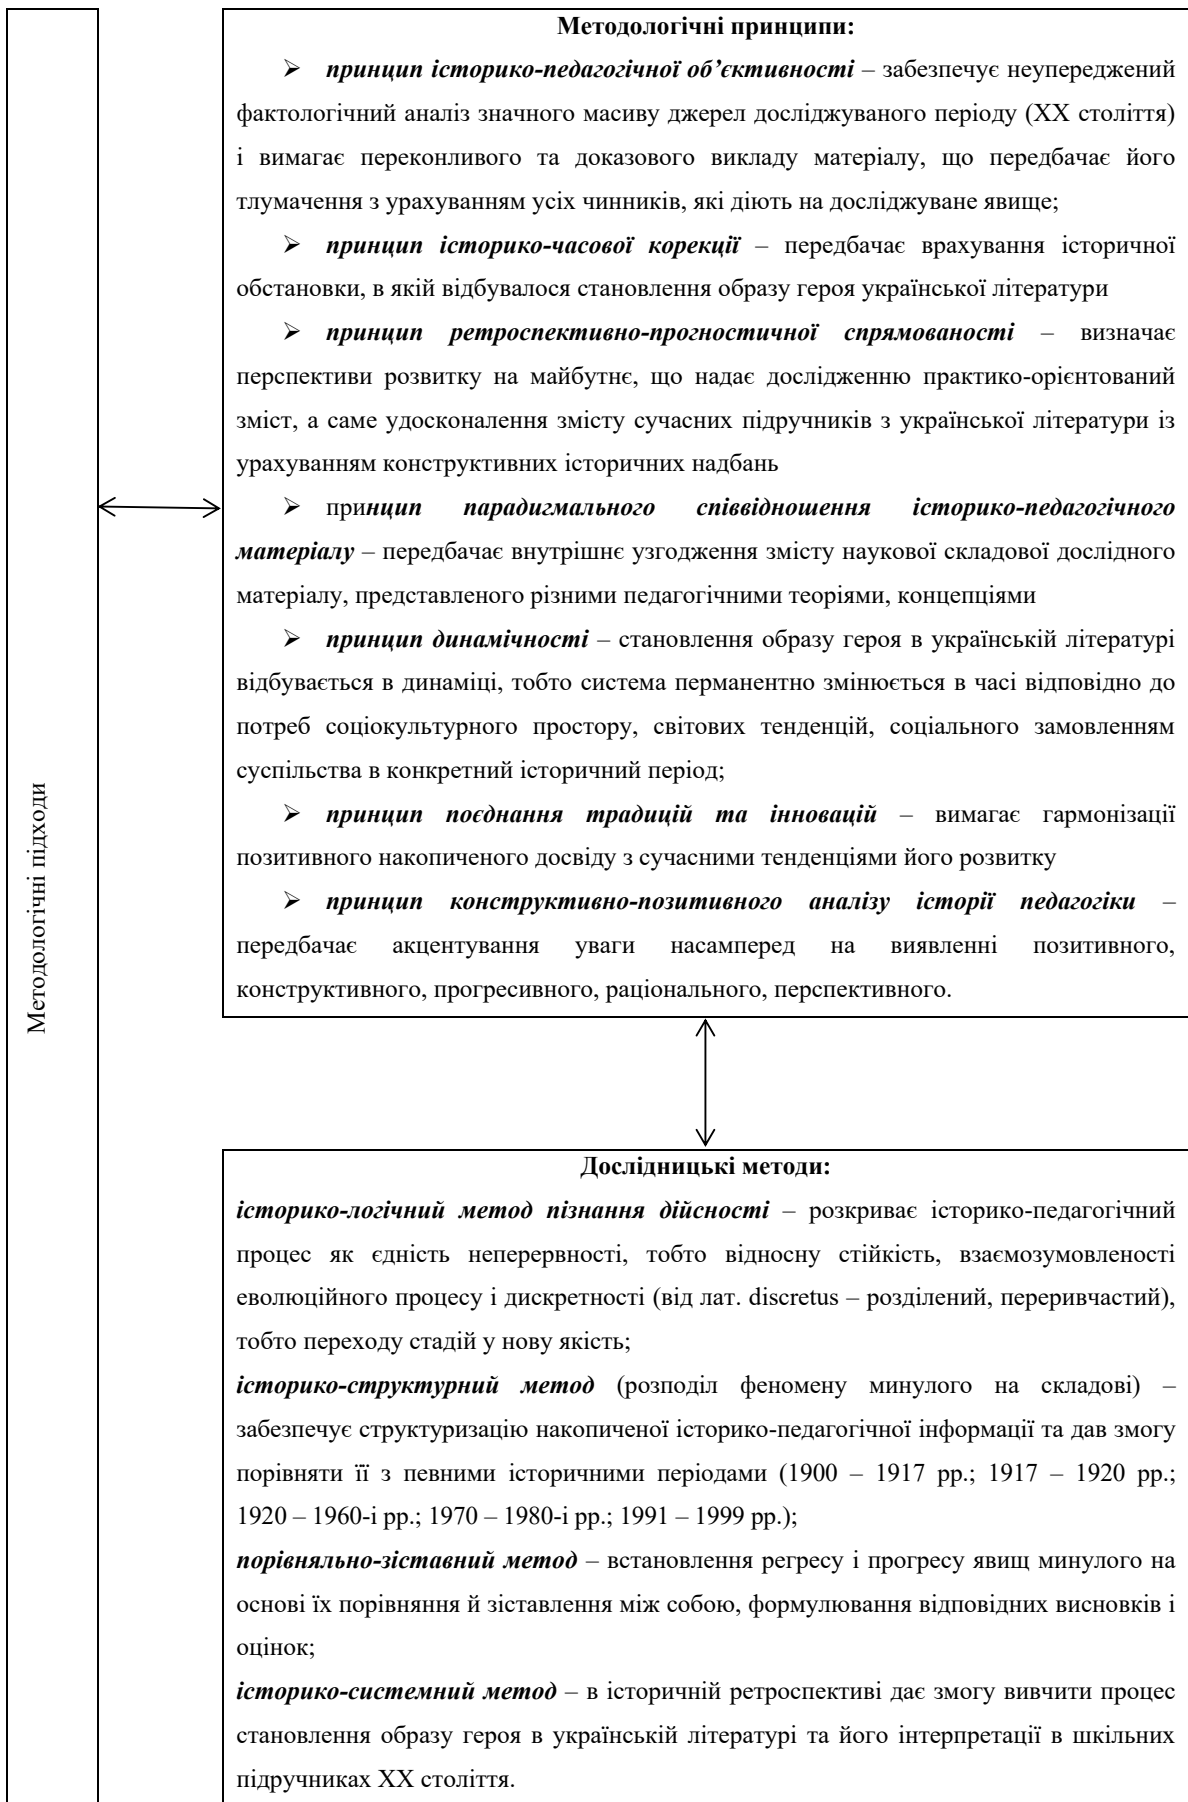 Методологічні підходи
Методологічні принципи:
➢ принцип історико-педагогічної об’єктивності – забезпечує неупереджений
фактологічний аналіз значного масиву джерел досліджуваного періоду (ХХ століття)
і вимагає переконливого та доказового викладу матеріалу, що передбачає його
тлумачення з урахуванням усіх чинників, які діють на досліджуване явище;
➢ принцип історико-часової корекції – передбачає врахування історичної
обстановки, в якій відбувалося становлення образу героя української літератури
➢ принцип ретроспективно-прогностичної спрямованості – визначає
перспективи розвитку на майбутнє, що надає дослідженню практико-орієнтований
зміст, а саме удосконалення змісту сучасних підручників з української літератури із
урахуванням конструктивних історичних надбань
➢ принцип парадигмального співвідношення історико-педагогічного
матеріалу – передбачає внутрішнє узгодження змісту наукової складової дослідного
матеріалу, представленого різними педагогічними теоріями, концепціями
➢ принцип динамічності – становлення образу героя в українській літературі
відбувається в динаміці, тобто система перманентно змінюється в часі відповідно до
потреб соціокультурного простору, світових тенденцій, соціального замовленням
суспільства в конкретний історичний період;
➢ принцип поєднання традицій та інновацій – вимагає гармонізації
позитивного накопиченого досвіду з сучасними тенденціями його розвитку
➢ принцип конструктивно-позитивного аналізу історії педагогіки –
передбачає акцентування уваги насамперед на виявленні позитивного,
конструктивного, прогресивного, раціонального, перспективного.
Дослідницькі методи:
історико-логічний метод пізнання дійсності – розкриває історико-педагогічний
процес як єдність неперервності, тобто відносну стійкість, взаємозумовленості
еволюційного процесу і дискретності (від лат. discretus – розділений, переривчастий),
тобто переходу стадій у нову якість;
історико-структурний метод (розподіл феномену минулого на складові) –
забезпечує структуризацію накопиченої історико-педагогічної інформації та дав змогу
порівняти її з певними історичними періодами (1900 – 1917 рр.; 1917 – 1920 рр.;
1920 – 1960-і рр.; 1970 – 1980-і рр.; 1991 – 1999 рр.);
порівняльно-зіставний метод – встановлення регресу і прогресу явищ минулого на
основі їх порівняння й зіставлення між собою, формулювання відповідних висновків і
оцінок;
історико-системний метод – в історичній ретроспективі дає змогу вивчити процес
становлення образу героя в українській літературі та його інтерпретації в шкільних
підручниках ХХ століття.